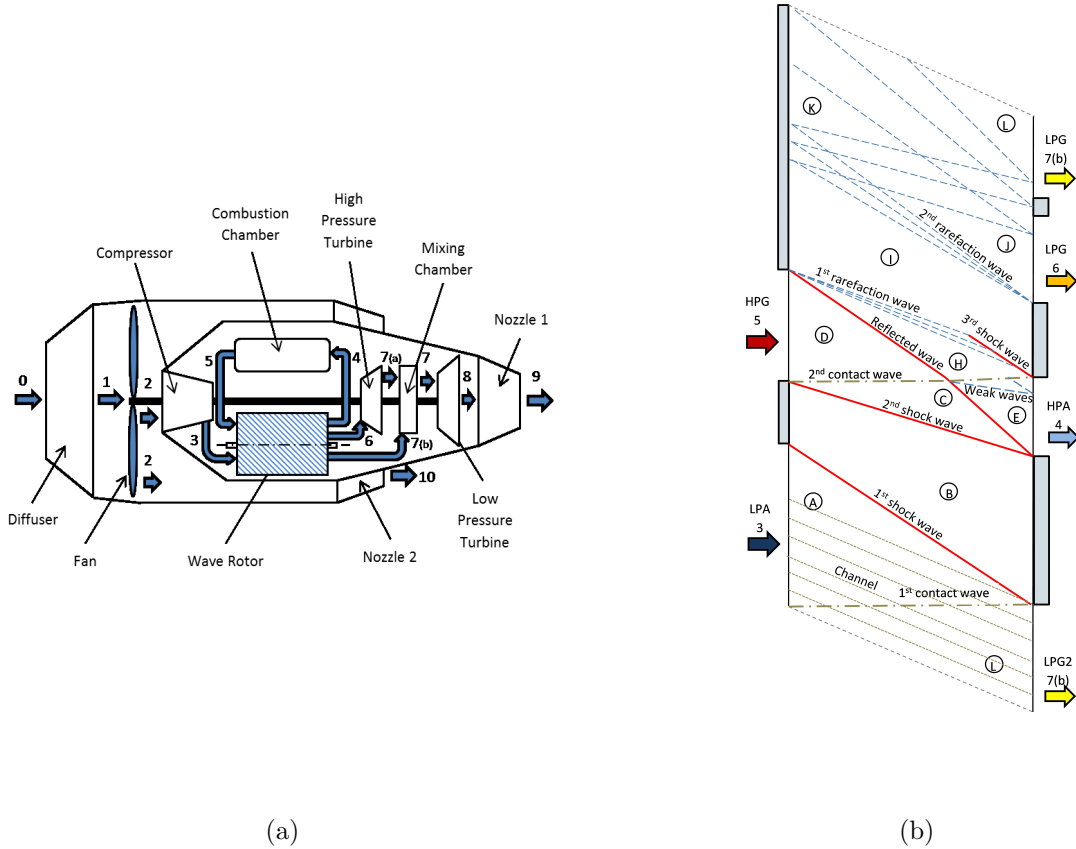 High
Pressure
Turbine
Combustion
Chamber
Mixing
Chamber
Compressor
Nozzle 1
0
1
2
2
3
4
5
6
7(a)
7
7(b)
8
9
10
Diffuser
Fan
Wave Rotor
Nozzle 2
Low
Pressure
Turbine
(a)
K
L
LPG
7(b)
2nd rarefaction wave
J
I
LPG
6
1st rarefaction wave
HPG
5
3rd shock wave
D
Reflected wave
H
2nd contact wave
C
Weak waves
2nd shock wave
E
HPA
4
B
A
1st shock wave
LPA
3
Channel
1st contact wave
L
LPG2
7(b)
(b)